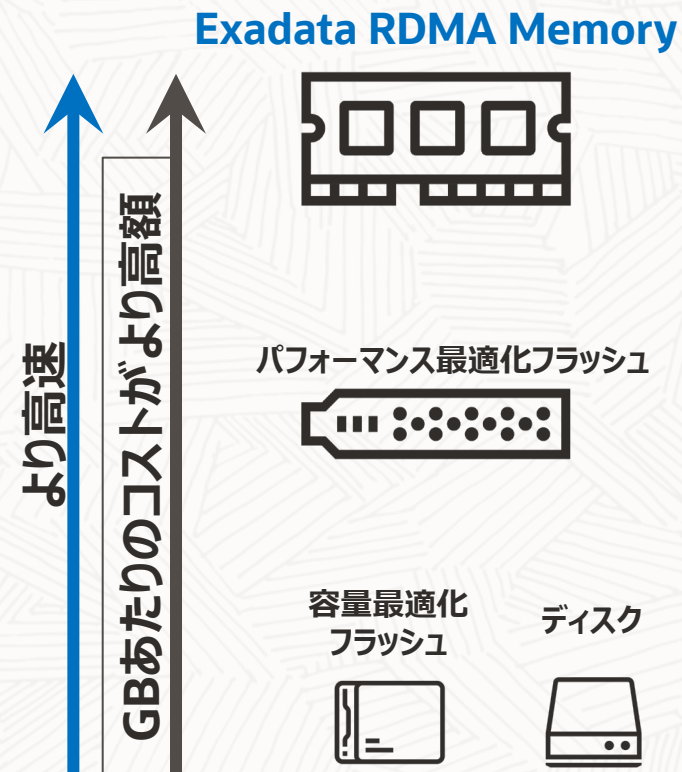 Exadata RDMA Memory
より高速
GBあたりのコストがより高額
パフォーマンス最適化フラッシュ
容量最適化
フラッシュ
ディスク